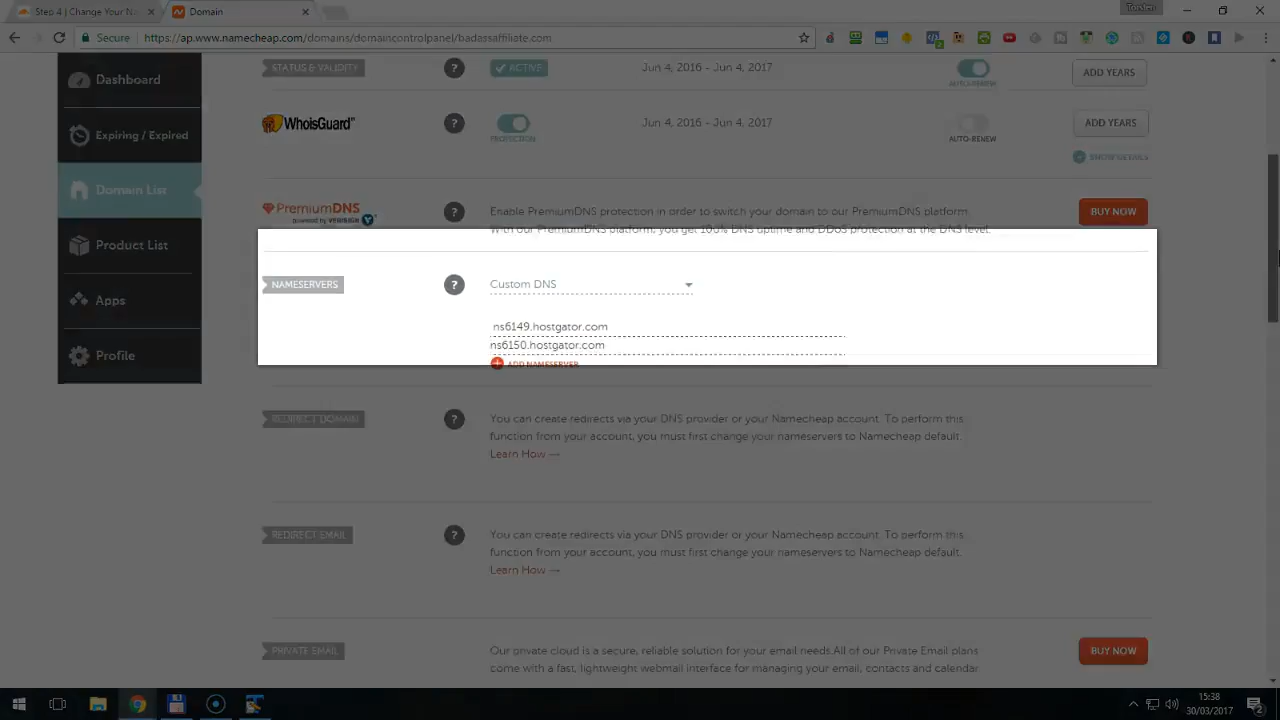 Step 4 | Change Your Na
Domain
Torsten
Secure
https://ap.www.namecheap.com/domains/domaincontrolpanel/badassaffiliate.com
Dashboard
Expiring / Expired
Domain List
Product List
Apps
Profile
STATUS & VALIDITY
?
ACTIVE
Jun 4, 2016 - Jun 4, 2017
AUTO-RENEW
ADD YEARS
WhoisGuard
?
PROTECTION
Jun 4, 2016 - Jun 4, 2017
AUTO-RENEW
ADD YEARS
SHOW DETAILS
PremiumDNS
powered by VERISIGN
?
Enable PremiumDNS protection in order to switch your domain to our PremiumDNS platform.
With our PremiumDNS platform, you get 100% DNS uptime and DDoS protection at the DNS level.
BUY NOW
NAMESERVERS
?
Custom DNS
ns6149.hostgator.com
ns6150.hostgator.com
ADD NAMESERVER
REDIRECT DOMAIN
?
You can create redirects via your DNS provider or your Namecheap account. To perform this
function from your account, you must first change your nameservers to Namecheap default.
Learn How →
REDIRECT EMAIL
?
You can create redirects via your DNS provider or your Namecheap account. To perform this
function from your account, you must first change your nameservers to Namecheap default.
Learn How →
PRIVATE EMAIL
Our private cloud is a secure, reliable solution for your email needs.All of our Private Email plans
come with a fast, lightweight webmail interface for managing your email, contacts and calendar
BUY NOW
15:38
30/03/2017
2